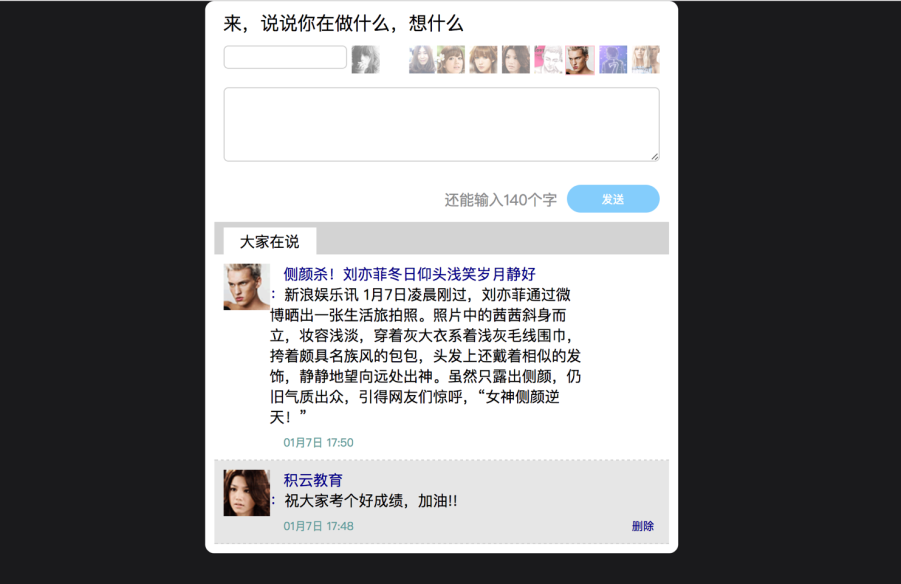 来，说说你在做什么，想什么
还能输入140个字
发送
大家在说
侧颜杀！刘亦菲冬日仰头浅笑岁月静好
：新浪娱乐讯 1月7日凌晨刚过，刘亦菲通过微
博晒出一张生活旅拍照。照片中的茜茜斜身而
立，妆容浅淡，穿着灰大衣系着浅灰毛线围巾，
挎着颇具名族风的包包，头发上还戴着相似的发
饰，静静地望向远处出神。虽然只露出侧颜，仍
旧气质出众，引得网友们惊呼，“女神侧颜逆
天！”
01月7日 17:50
积云教育
：祝大家考个好成绩，加油!!
01月7日 17:48
删除